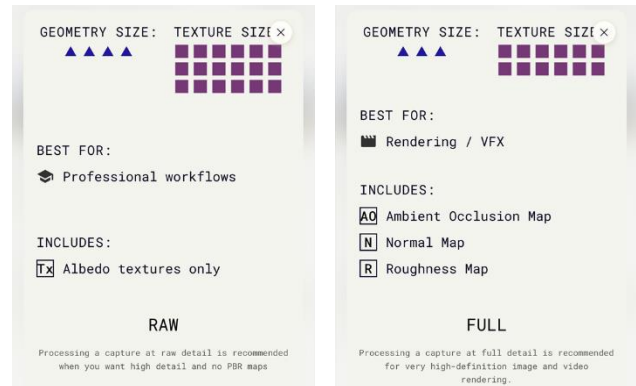 GEOMETRY SIZE: TEXTURE SIZE
BEST FOR:
Professional workflows
INCLUDES:
Tx Albedo textures only
RAW
Processing a capture at raw detail is recommended
when you want high detail and no PBR maps
GEOMETRY SIZE: TEXTURE SIZE
BEST FOR:
Rendering / VFX
INCLUDES:
AO Ambient Occlusion Map
N Normal Map
R Roughness Map
FULL
Processing a capture at full detail is recommended
for very high-definition image and video
rendering.